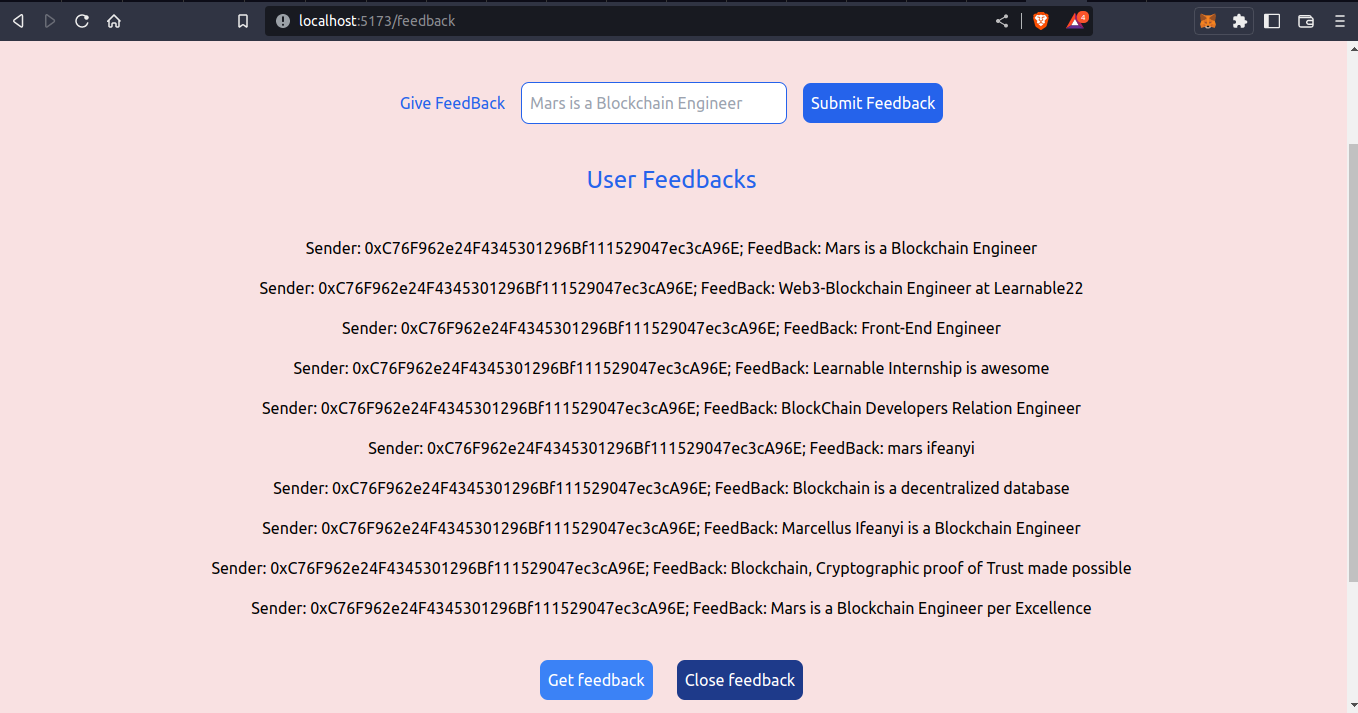 localhost:5173/feedback
4
Give FeedBack Mars is a Blockchain Engineer Submit Feedback
User Feedbacks
Sender: 0xC76F962e24F4345301296Bf111529047ec3cA96E; FeedBack: Mars is a Blockchain Engineer
Sender: 0xC76F962e24F4345301296Bf111529047ec3cA96E; FeedBack: Web3-Blockchain Engineer at Learnable22
Sender: 0xC76F962e24F4345301296Bf111529047ec3cA96E; FeedBack: Front-End Engineer
Sender: 0xC76F962e24F4345301296Bf111529047ec3cA96E; FeedBack: Learnable Internship is awesome
Sender: 0xC76F962e24F4345301296Bf111529047ec3cA96E; FeedBack: BlockChain Developers Relation Engineer
Sender: 0xC76F962e24F4345301296Bf111529047ec3cA96E; FeedBack: mars ifeanyi
Sender: 0xC76F962e24F4345301296Bf111529047ec3cA96E; FeedBack: Blockchain is a decentralized database
Sender: 0xC76F962e24F4345301296Bf111529047ec3cA96E; FeedBack: Marcellus Ifeanyi is a Blockchain Engineer
Sender: 0xC76F962e24F4345301296Bf111529047ec3cA96E; FeedBack: Blockchain, Cryptographic proof of Trust made possible
Sender: 0xC76F962e24F4345301296Bf111529047ec3cA96E; FeedBack: Mars is a Blockchain Engineer per Excellence
Get feedback Close feedback